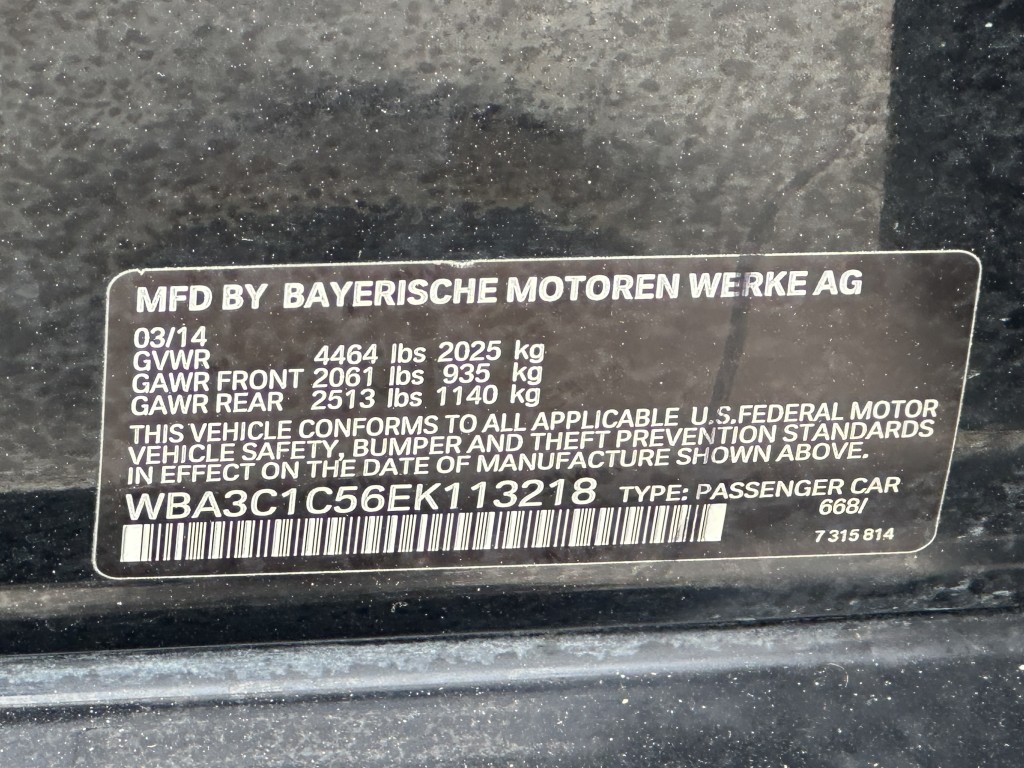 MFD BY BAYERISCHE MOTOREN WERKE AG
03/14
GVWR 4464 lbs 2025 kg
GAWR FRONT 2061 lbs 935 kg
GAWR REAR 2513 lbs 1140 kg
THIS VEHICLE CONFORMS TO ALL APPLICABLE U.S.FEDERAL MOTOR
VEHICLE SAFETY, BUMPER AND THEFT PREVENTION STANDARDS
IN EFFECT ON THE DATE OF MANUFACTURE SHOWN ABOVE.
WBA3C1C56EK113218 TYPE: PASSENGER CAR
668/
7 315 814